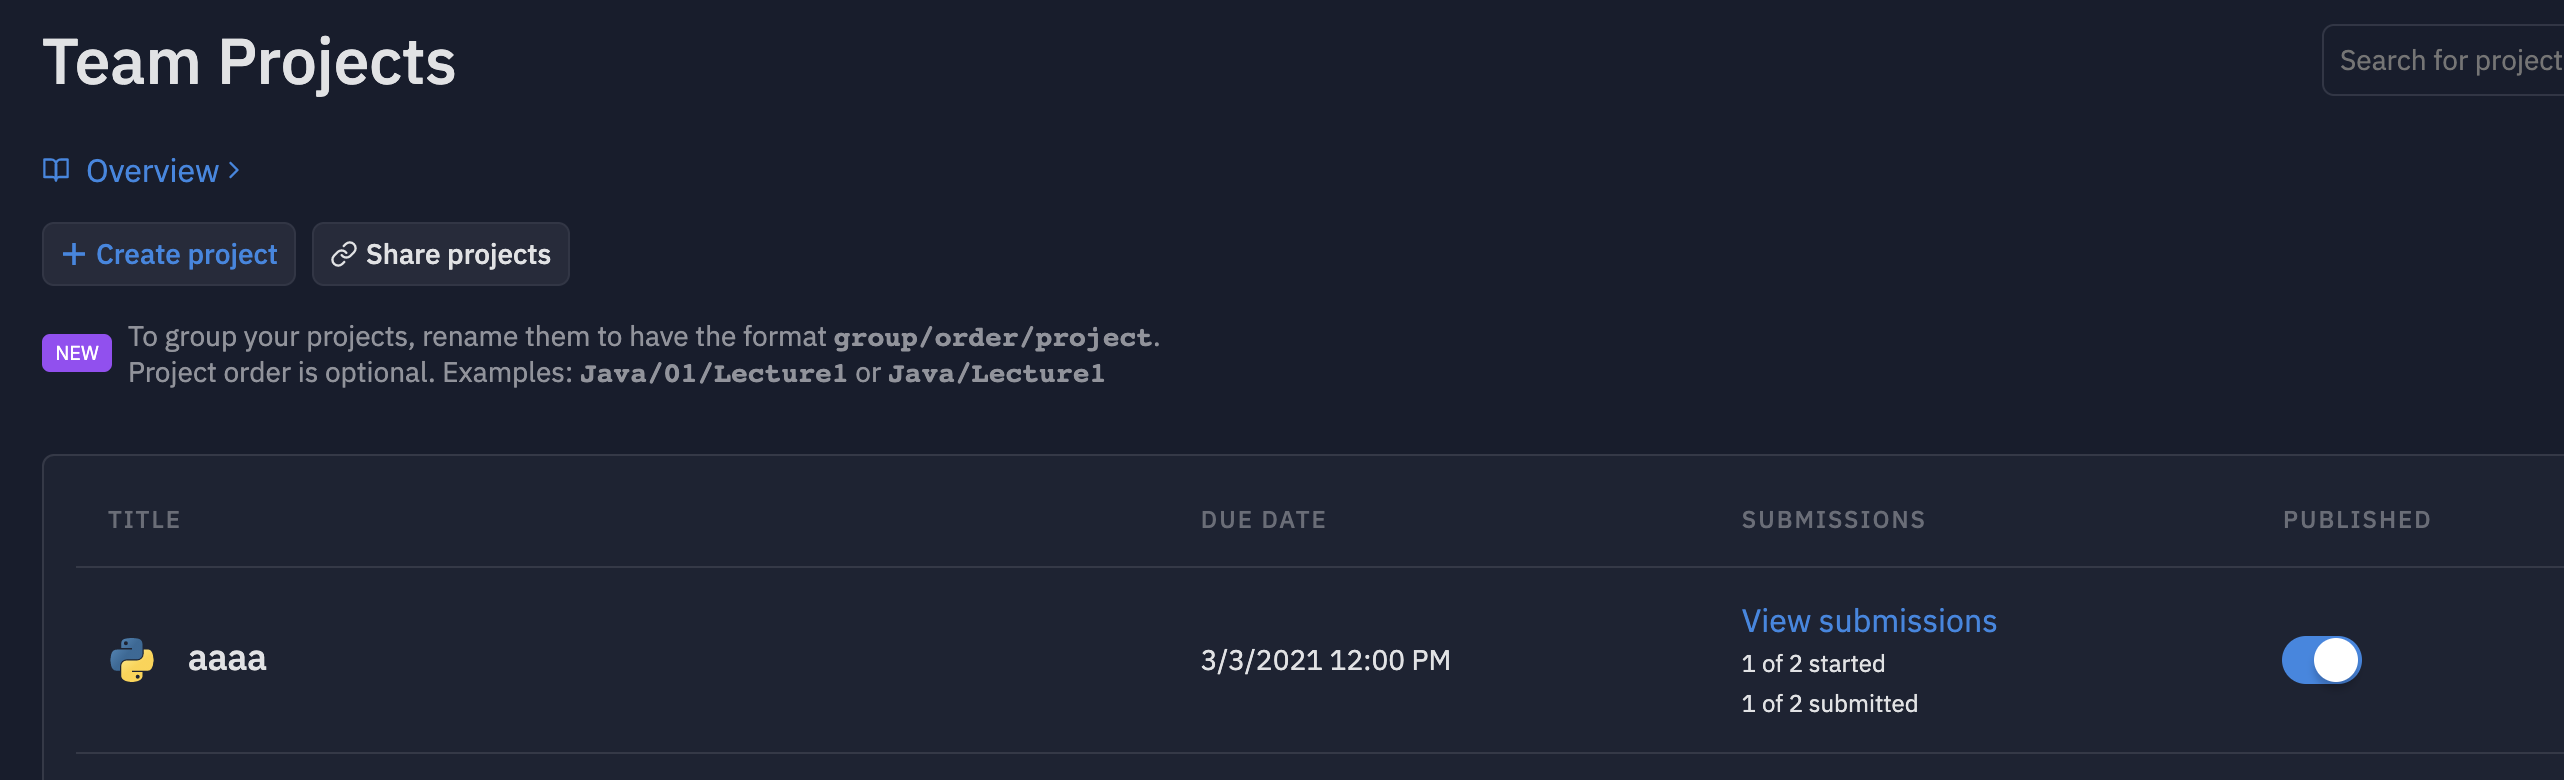 Team Projects
Search for project
Overview
Create project
Share projects
NEW
To group your projects, rename them to have the format group/order/project.
Project order is optional. Examples: Java/01/Lecture1 or Java/Lecture1
TITLE
DUE DATE
SUBMISSIONS
PUBLISHED
aaaa
3/3/2021 12:00 PM
View submissions
1 of 2 started
1 of 2 submitted